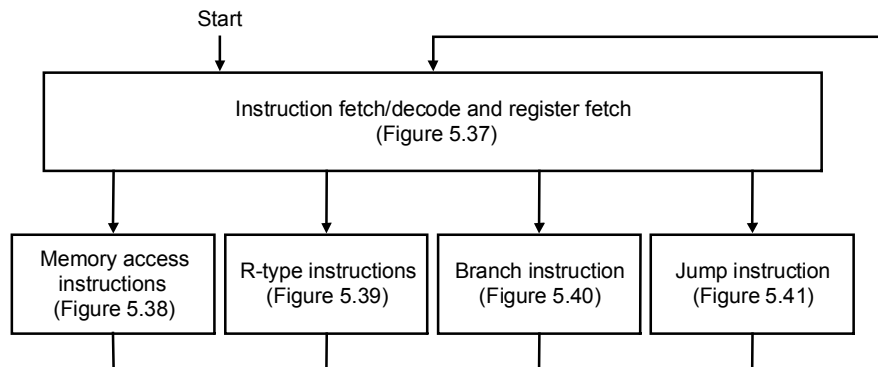 Start
Instruction fetch/decode and register fetch
(Figure 5.37)
Memory access
instructions
(Figure 5.38)
R-type instructions
(Figure 5.39)
Branch instruction
(Figure 5.40)
Jump instruction
(Figure 5.41)